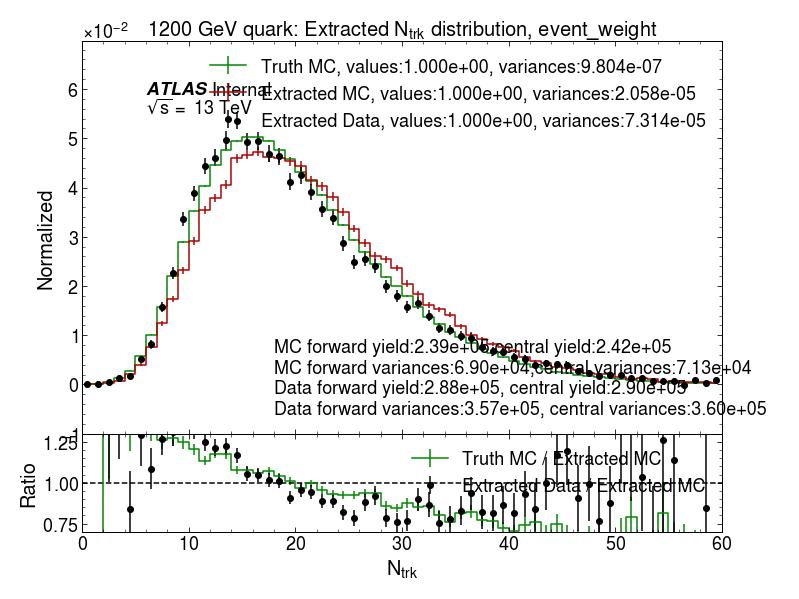 ×10⁻² 1200 GeV quark: Extracted Nₜᵣₖ distribution, event_weight
Truth MC, values:1.000e+00, variances:9.804e-07
ATLAS Internal
Extracted MC, values:1.000e+00, variances:2.058e-05
√s = 13 TeV
Extracted Data, values:1.000e+00, variances:7.314e-05
6
5
4
3
2
1
0
Normalized
MC forward yield:2.39e+05, central yield:2.42e+05
MC forward variances:6.90e+04, central variances:7.13e+04
Data forward yield:2.88e+05, central yield:2.90e+05
Data forward variances:3.57e+05, central variances:3.60e+05
1.25
1.00
0.75
Ratio
Truth MC / Extracted MC
Extracted Data / Extracted MC
0 10 20 30 40 50 60
Nₜᵣₖ